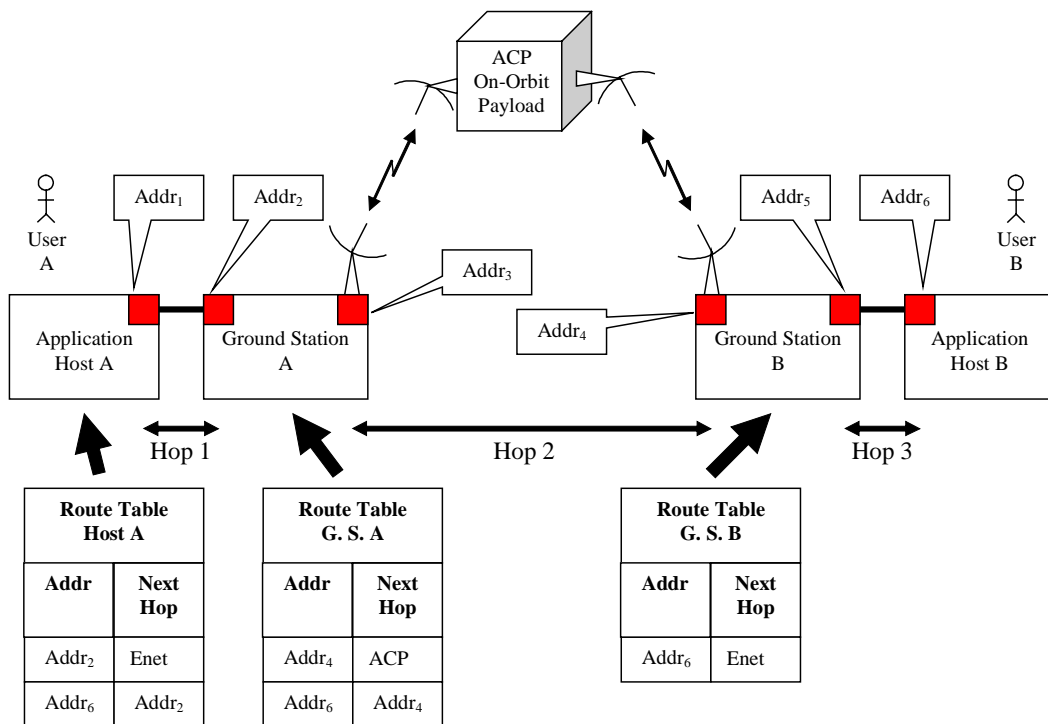 ACP
On-Orbit
Payload
Addr₁
Addr₂
Addr₅
Addr₆
User
A
User
B
Addr₃
Addr₄
Application
Host A
Ground Station
A
Ground Station
B
Application
Host B
Hop 1
Hop 2
Hop 3
Route Table
Host A
Addr
Next
Hop
Addr₂ Enet
Addr₆ Addr₂
Route Table
G. S. A
Addr
Next
Hop
Addr₄ ACP
Addr₆ Addr₄
Route Table
G. S. B
Addr
Next
Hop
Addr₆ Enet